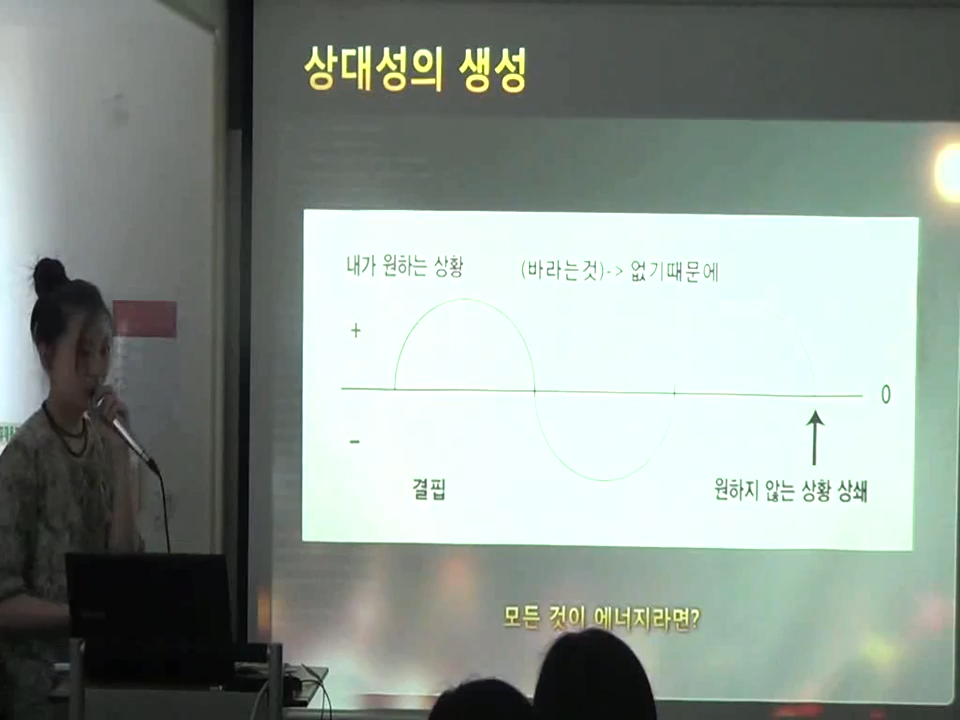 상대성의 생성
내가 원하는 상황 (바라는것)-> 없기때문에
+
0
-
결핍
원하지 않는 상황 상쇄
모든 것이 에너지라면?